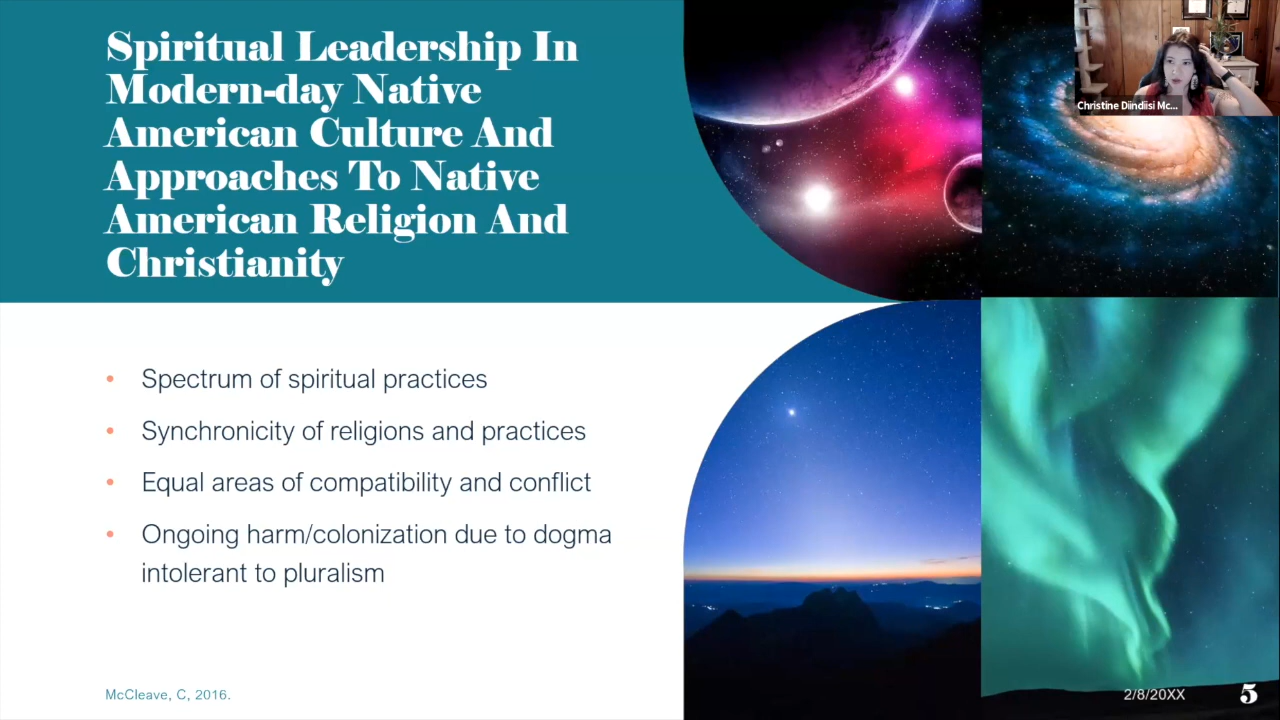 Spiritual Leadership In
Modern-day Native
American Culture And
Approaches To Native
American Religion And
Christianity
Christine Diindiisi Mc...
• Spectrum of spiritual practices
• Synchronicity of religions and practices
• Equal areas of compatibility and conflict
• Ongoing harm/colonization due to dogma
intolerant to pluralism
McCleave, C, 2016.
2/8/20XX
5